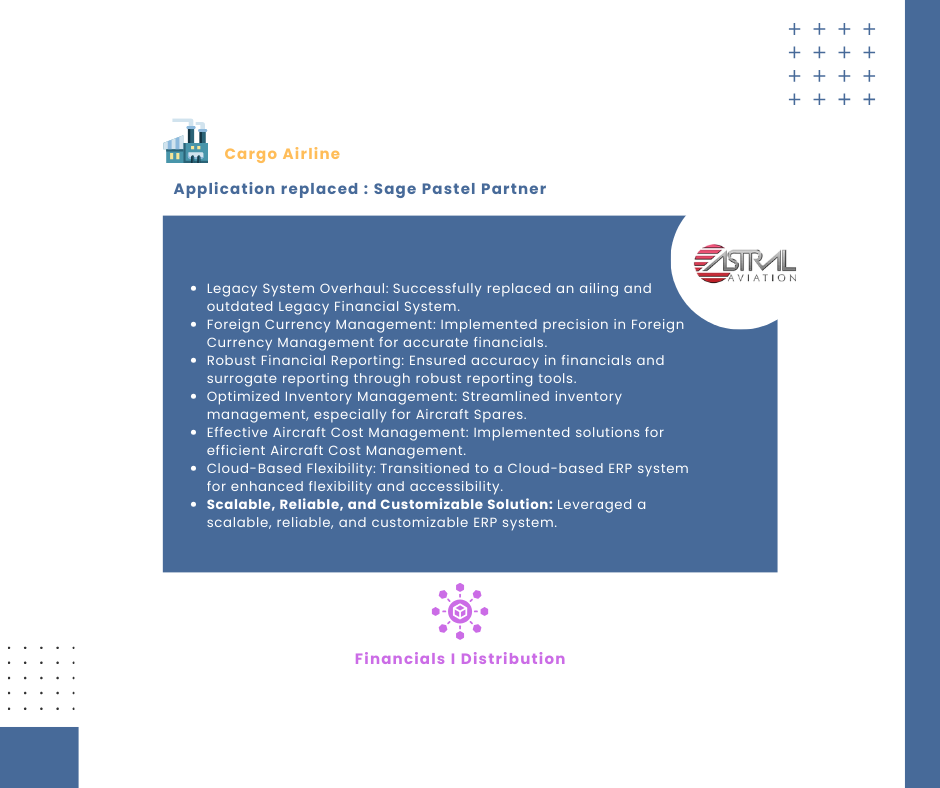 Cargo Airline
Application replaced : Sage Pastel Partner
ASTRAL
AVIATION
• Legacy System Overhaul: Successfully replaced an ailing and
outdated Legacy Financial System.
• Foreign Currency Management: Implemented precision in Foreign
Currency Management for accurate financials.
• Robust Financial Reporting: Ensured accuracy in financials and
surrogate reporting through robust reporting tools.
• Optimized Inventory Management: Streamlined inventory
management, especially for Aircraft Spares.
• Effective Aircraft Cost Management: Implemented solutions for
efficient Aircraft Cost Management.
• Cloud-Based Flexibility: Transitioned to a Cloud-based ERP system
for enhanced flexibility and accessibility.
• Scalable, Reliable, and Customizable Solution: Leveraged a
scalable, reliable, and customizable ERP system.
Financials I Distribution